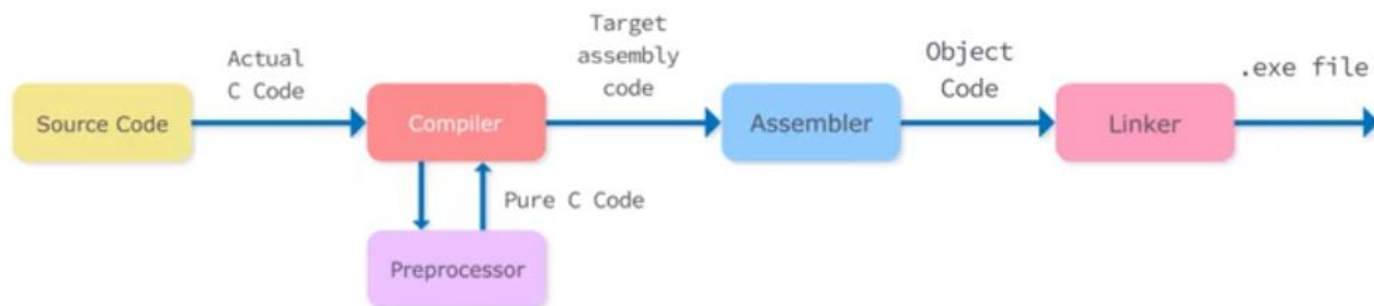 Source Code
Actual
C Code
Compiler
Pure C Code
Preprocessor
Target
assembly
code
Assembler
Object
Code
Linker
.exe file